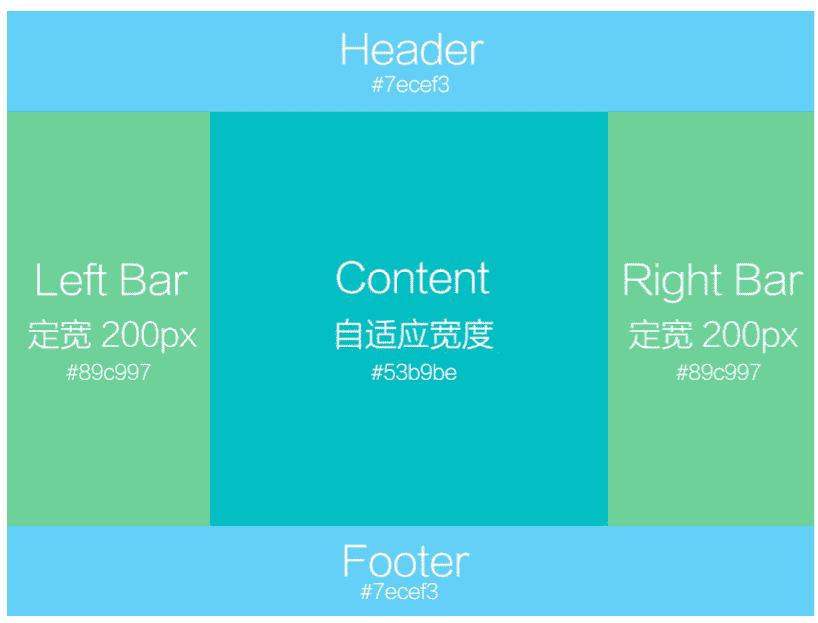 Header
#7ecef3
Left Bar
定宽 200px
#89c997
Content
自适应宽度
#53b9be
Right Bar
定宽 200px
#89c997
Footer
#7ecef3